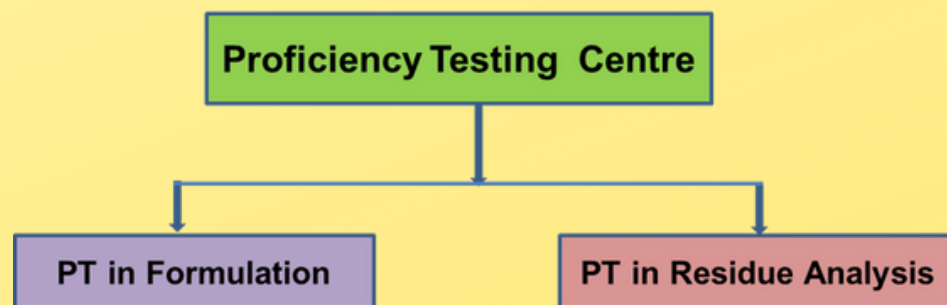 Proficiency Testing Centre
PT in Formulation
PT in Residue Analysis